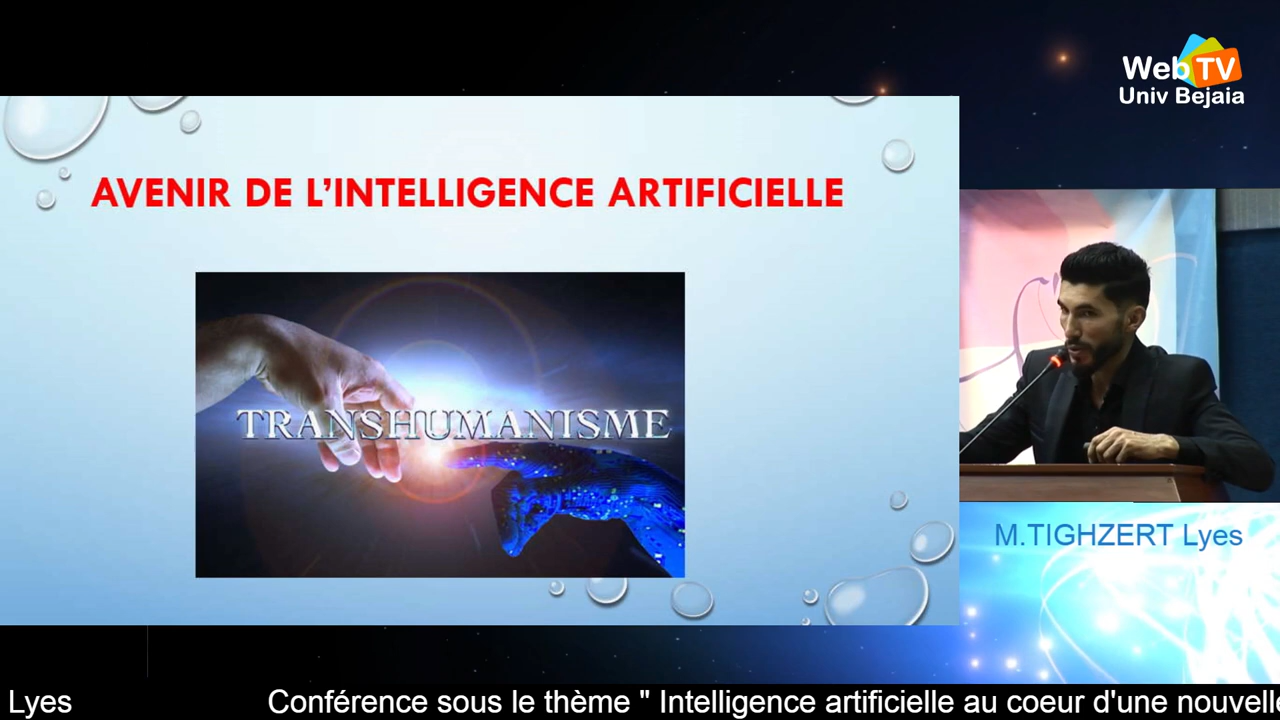 Web TV
Univ Bejaia
AVENIR DE L'INTELLIGENCE ARTIFICIELLE
TRANSHUMANISME
M.TIGHZERT Lyes
Lyes Conférence sous le thème " Intelligence artificielle au coeur d'une nouvelle